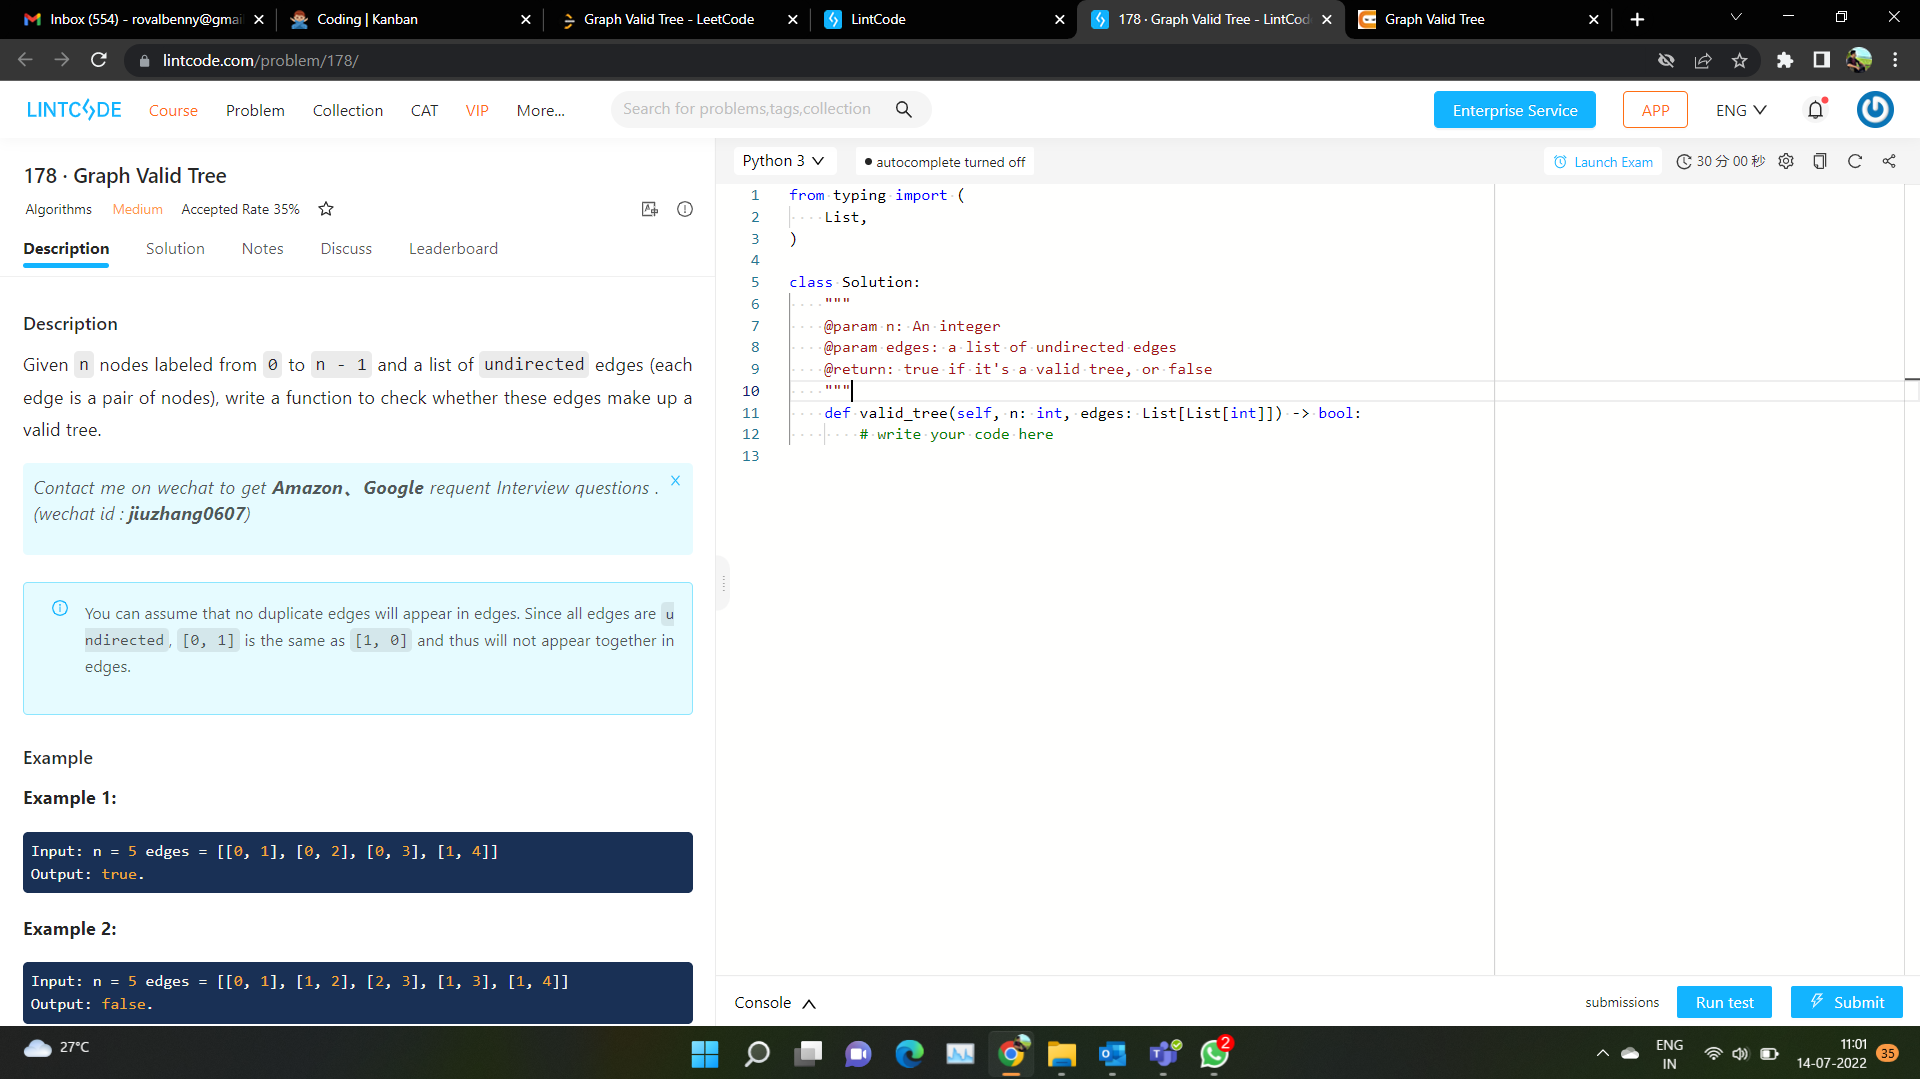 Inbox (554) - rovalbenny@gmai
Coding | Kanban
Graph Valid Tree - LeetCode
LintCode
178 · Graph Valid Tree - LintCod
Graph Valid Tree
lintcode.com/problem/178/
LINTCODE
Course
Problem
Collection
CAT
VIP
More...
Search for problems,tags,collection
Enterprise Service
APP
ENG
178 · Graph Valid Tree
Algorithms Medium Accepted Rate 35%
Description Solution Notes Discuss Leaderboard
Description
Given n nodes labeled from 0 to n - 1 and a list of undirected edges (each
edge is a pair of nodes), write a function to check whether these edges make up a
valid tree.
Contact me on wechat to get Amazon、Google requent Interview questions .
(wechat id : jiuzhang0607)
You can assume that no duplicate edges will appear in edges. Since all edges are u
ndirected, [0, 1] is the same as [1, 0] and thus will not appear together in
edges.
Example
Example 1:
Input: n = 5 edges = [[0, 1], [0, 2], [0, 3], [1, 4]]
Output: true.
Example 2:
Input: n = 5 edges = [[0, 1], [1, 2], [2, 3], [1, 3], [1, 4]]
Output: false.
Python 3
autocomplete turned off
Launch Exam
30 分 00 秒
1 from typing import (
2     List,
3 )
4
5 class Solution:
6     """
7     @param n: An integer
8     @param edges: a list of undirected edges
9     @return: true if it's a valid tree, or false
10     """
11     def valid_tree(self, n: int, edges: List[List[int]]) -> bool:
12         # write your code here
13
Console
submissions
Run test
Submit
27°C
2
ENG
IN
11:01
14-07-2022
35